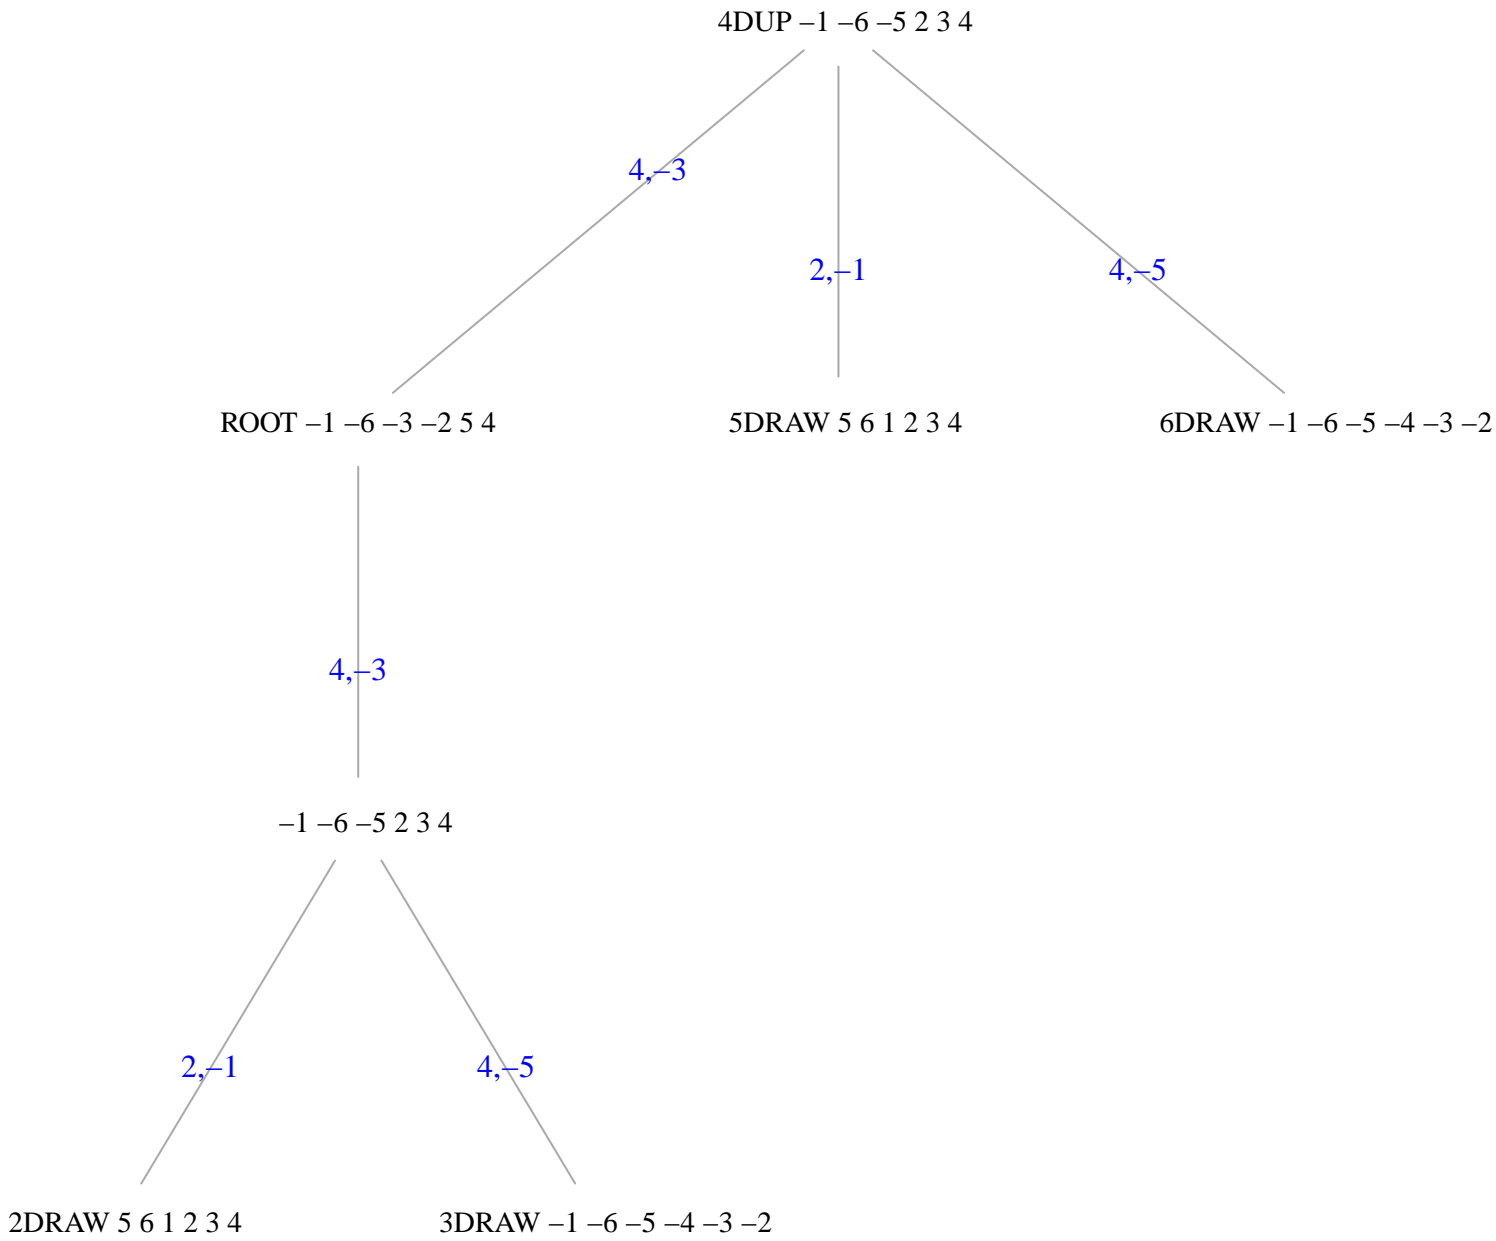 4DUP –1 –6 –5 2 3 4
4,–3
2,–1
4,–5
ROOT –1 –6 –3 –2 5 4
5DRAW 5 6 1 2 3 4
6DRAW –1 –6 –5 –4 –3 –2
4,–3
–1 –6 –5 2 3 4
2,–1
4,–5
2DRAW 5 6 1 2 3 4
3DRAW –1 –6 –5 –4 –3 –2